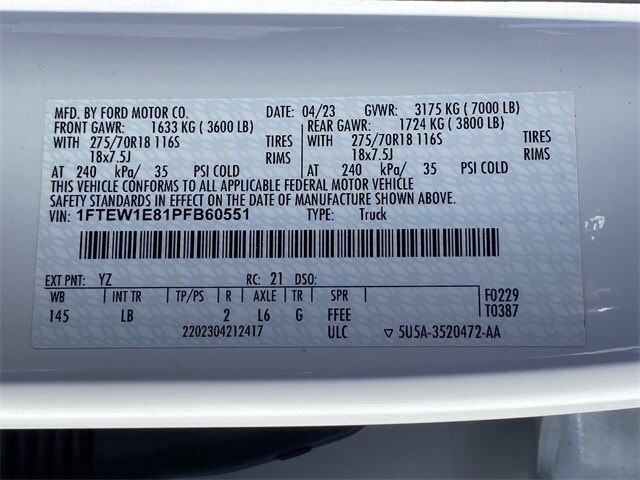 MFD. BY FORD MOTOR CO. DATE: 04/23 GVWR: 3175 KG ( 7000 LB)
FRONT GAWR: 1633 KG ( 3600 LB) REAR GAWR: 1724 KG ( 3800 LB)
WITH 275/70R18 116S TIRES WITH 275/70R18 116S TIRES
18x7.5J RIMS 18x7.5J RIMS
AT 240 kPa/ 35 PSI COLD AT 240 kPa/ 35 PSI COLD
THIS VEHICLE CONFORMS TO ALL APPLICABLE FEDERAL MOTOR VEHICLE
SAFETY STANDARDS IN EFFECT ON THE DATE OF MANUFACTURE SHOWN ABOVE.
VIN: 1FTEW1E81PFB60551 TYPE: Truck
EXT PNT: YZ RC: 21 DSO:
WB INT TR TP/PS R AXLE TR SPR F0229
145 LB 2 L6 G FFEE T0387
2202304212417 ULC ▽ 5U5A-3520472-AA